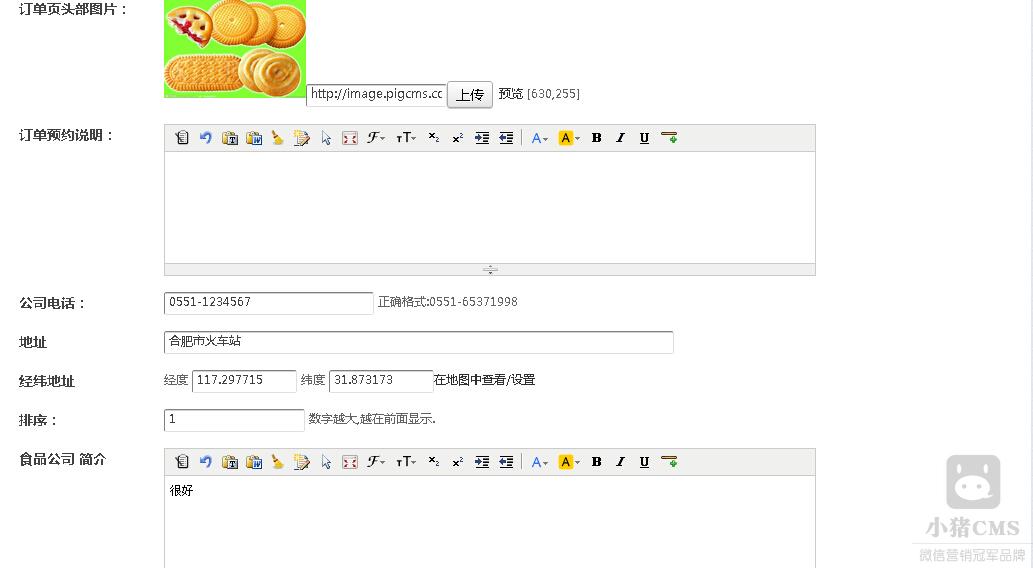 订单页头部图片：
http://image.pigcms.cc 上传 预览 [630,255]
订单预约说明：
公司电话： 0551-1234567 正确格式:0551-65371998
地址 合肥市火车站
经纬地址 经度 117.297715 纬度 31.873173 在地图中查看/设置
排序： 1 数字越大,越在前面显示.
食品公司 简介
很好
小猪CMS
微信营销冠军品牌